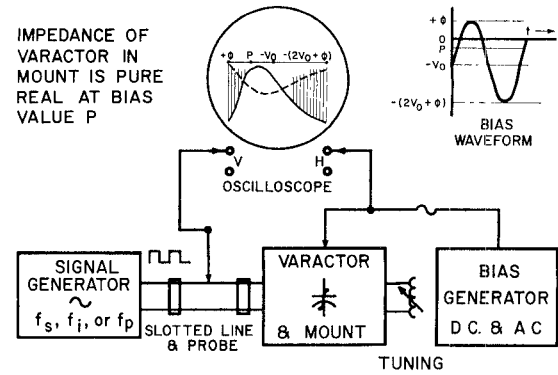 IMPEDANCE OF
VARACTOR IN
MOUNT IS PURE
REAL AT BIAS
VALUE P
+ϕ P -V₀ -(2V₀+ϕ)
V H
OSCILLOSCOPE
+ϕ
0
P
-V₀
-(2V₀+ϕ)
t
BIAS
WAVEFORM
SIGNAL
GENERATOR
∼
fs, fi, or fp
SLOTTED LINE
& PROBE
VARACTOR
& MOUNT
TUNING
BIAS
GENERATOR
D C. & A C